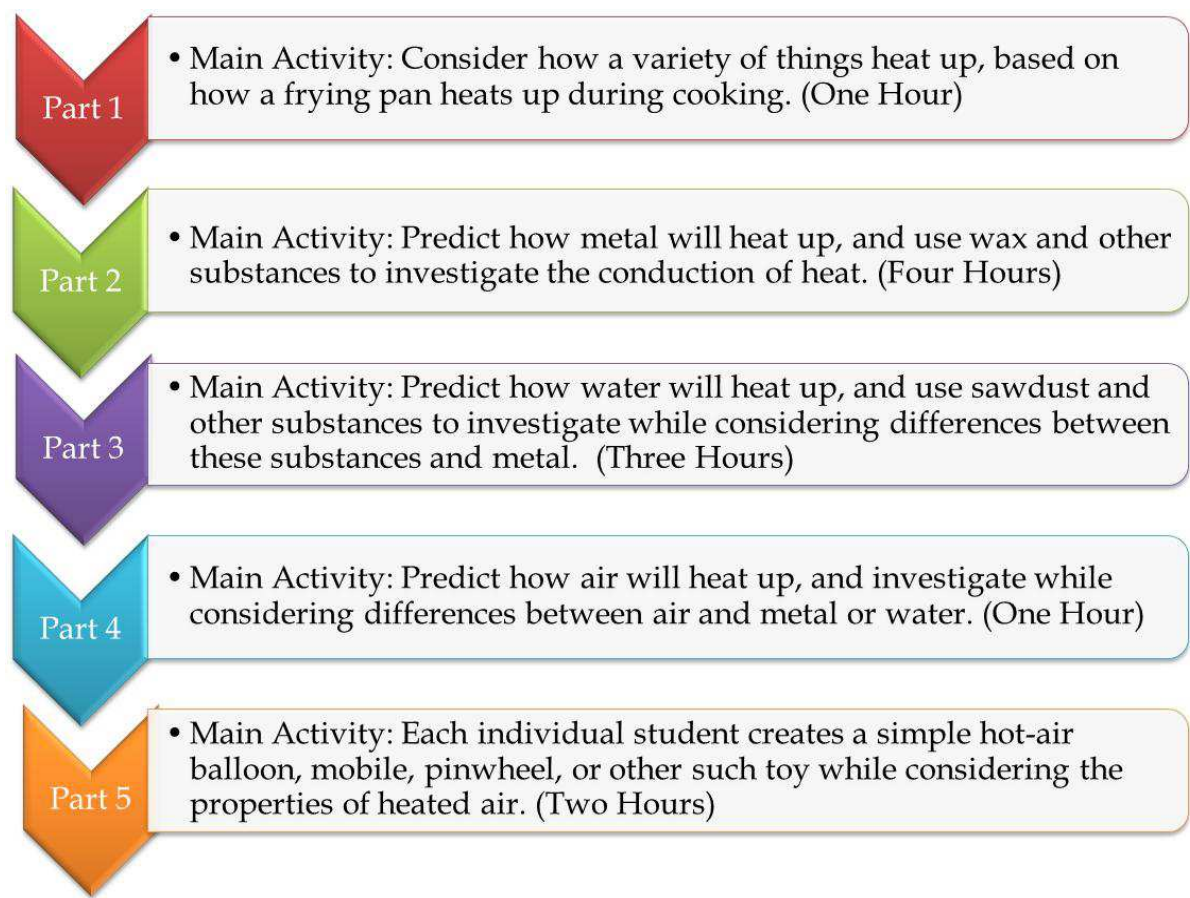 Part 1
• Main Activity: Consider how a variety of things heat up, based on
how a frying pan heats up during cooking. (One Hour)
Part 2
• Main Activity: Predict how metal will heat up, and use wax and other
substances to investigate the conduction of heat. (Four Hours)
Part 3
• Main Activity: Predict how water will heat up, and use sawdust and
other substances to investigate while considering differences between
these substances and metal.  (Three Hours)
Part 4
• Main Activity: Predict how air will heat up, and investigate while
considering differences between air and metal or water. (One Hour)
Part 5
• Main Activity: Each individual student creates a simple hot-air
balloon, mobile, pinwheel, or other such toy while considering the
properties of heated air. (Two Hours)